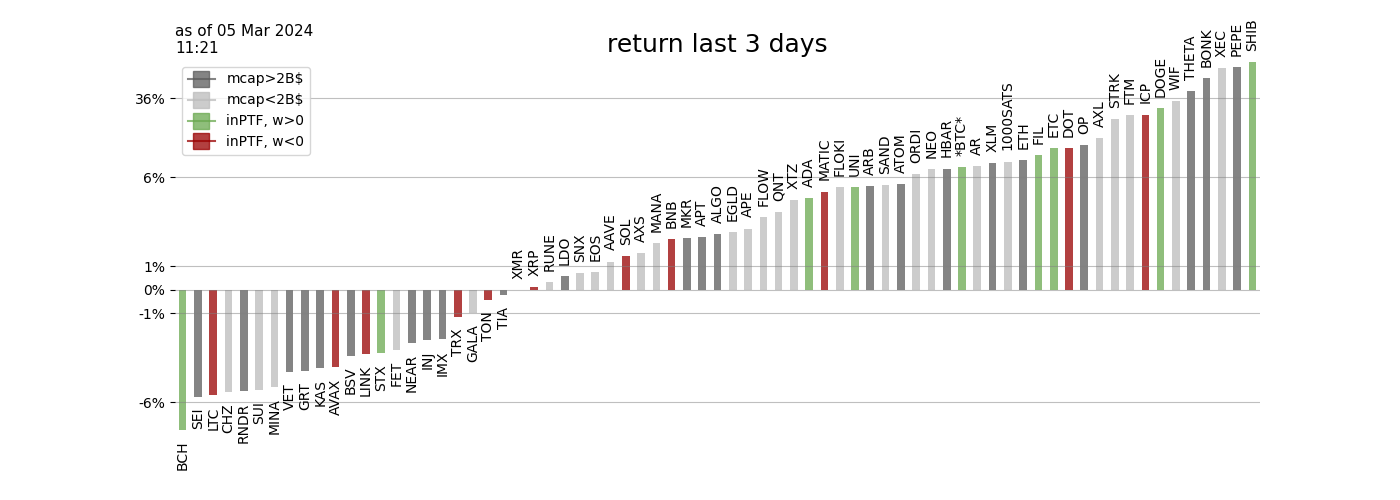 as of 05 Mar 2024
11:21
return last 3 days
mcap>2B$
mcap<2B$
inPTF, w>0
inPTF, w<0
36%
6%
1%
0%
-1%
-6%
BCH
SEI
LTC
CHZ
RNDR
SUI
MINA
VET
GRT
KAS
AVAX
BSV
LINK
STX
FET
NEAR
INJ
IMX
TRX
GALA
TON
TIA
XMR
XRP
RUNE
LDO
SNX
EOS
AAVE
SOL
AXS
MANA
BNB
MKR
APT
ALGO
EGLD
APE
FLOW
QNT
XTZ
ADA
MATIC
FLOKI
UNI
ARB
SAND
ATOM
ORDI
NEO
HBAR
*BTC*
AR
XLM
1000SATS
ETH
FIL
ETC
DOT
OP
AXL
STRK
FTM
ICP
DOGE
WIF
THETA
BONK
XEC
PEPE
SHIB